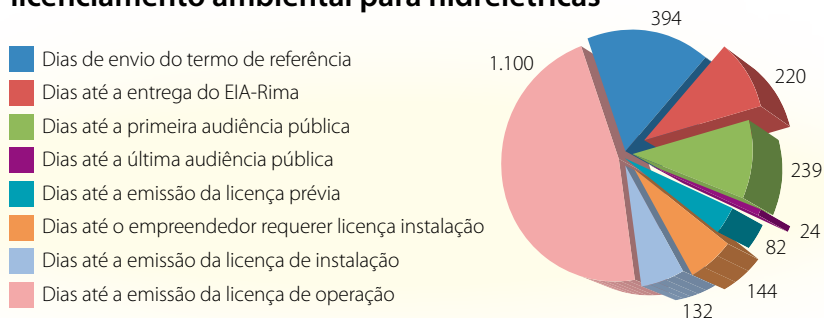 licenciamento ambiental para hidrelétricas
Dias de envio do termo de referência
Dias até a entrega do EIA-Rima
Dias até a primeira audiência pública
Dias até a última audiência pública
Dias até a emissão da licença prévia
Dias até o empreendedor requerer licença instalação
Dias até a emissão da licença de instalação
Dias até a emissão da licença de operação
394
1.100
220
239
24
82
144
132